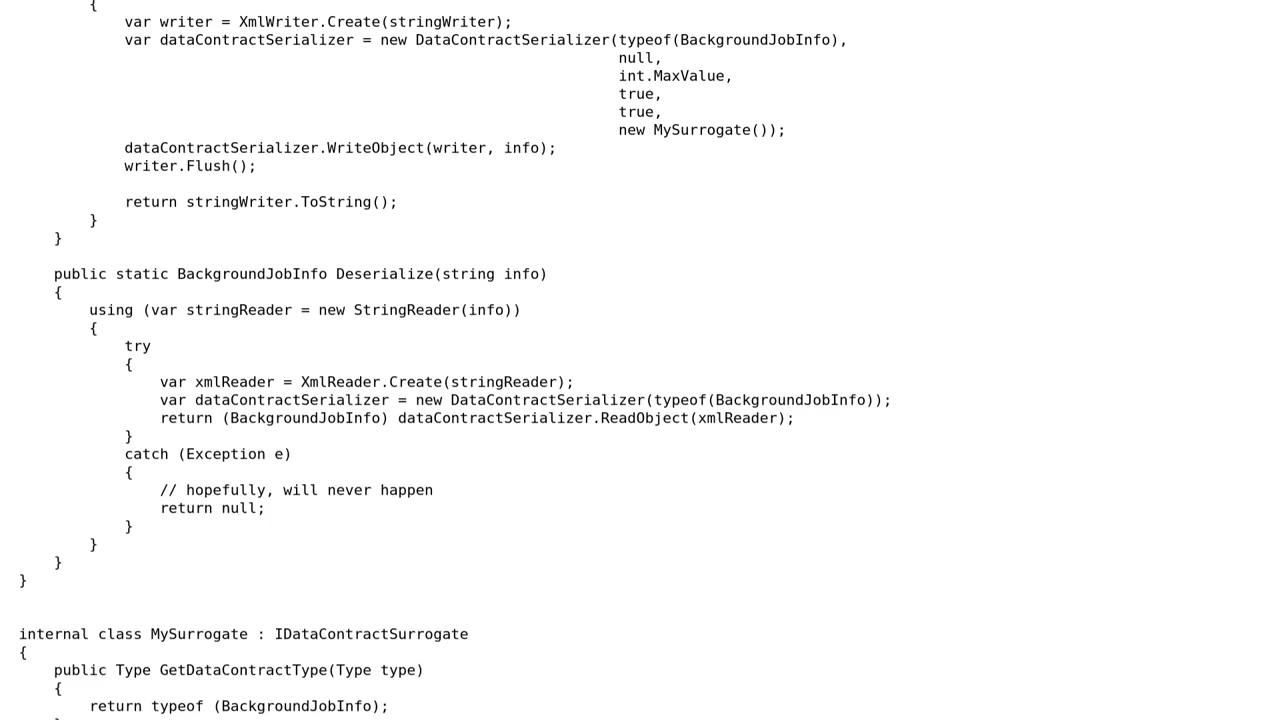 {
var writer = XmlWriter.Create(stringWriter);
var dataContractSerializer = new DataContractSerializer(typeof(BackgroundJobInfo),
null,
int.MaxValue,
true,
true,
new MySurrogate());
dataContractSerializer.WriteObject(writer, info);
writer.Flush();
return stringWriter.ToString();
}
}
public static BackgroundJobInfo Deserialize(string info)
{
using (var stringReader = new StringReader(info))
{
try
{
var xmlReader = XmlReader.Create(stringReader);
var dataContractSerializer = new DataContractSerializer(typeof(BackgroundJobInfo));
return (BackgroundJobInfo) dataContractSerializer.ReadObject(xmlReader);
}
catch (Exception e)
{
// hopefully, will never happen
return null;
}
}
}
}
internal class MySurrogate : IDataContractSurrogate
{
public Type GetDataContractType(Type type)
{
return typeof (BackgroundJobInfo);
}